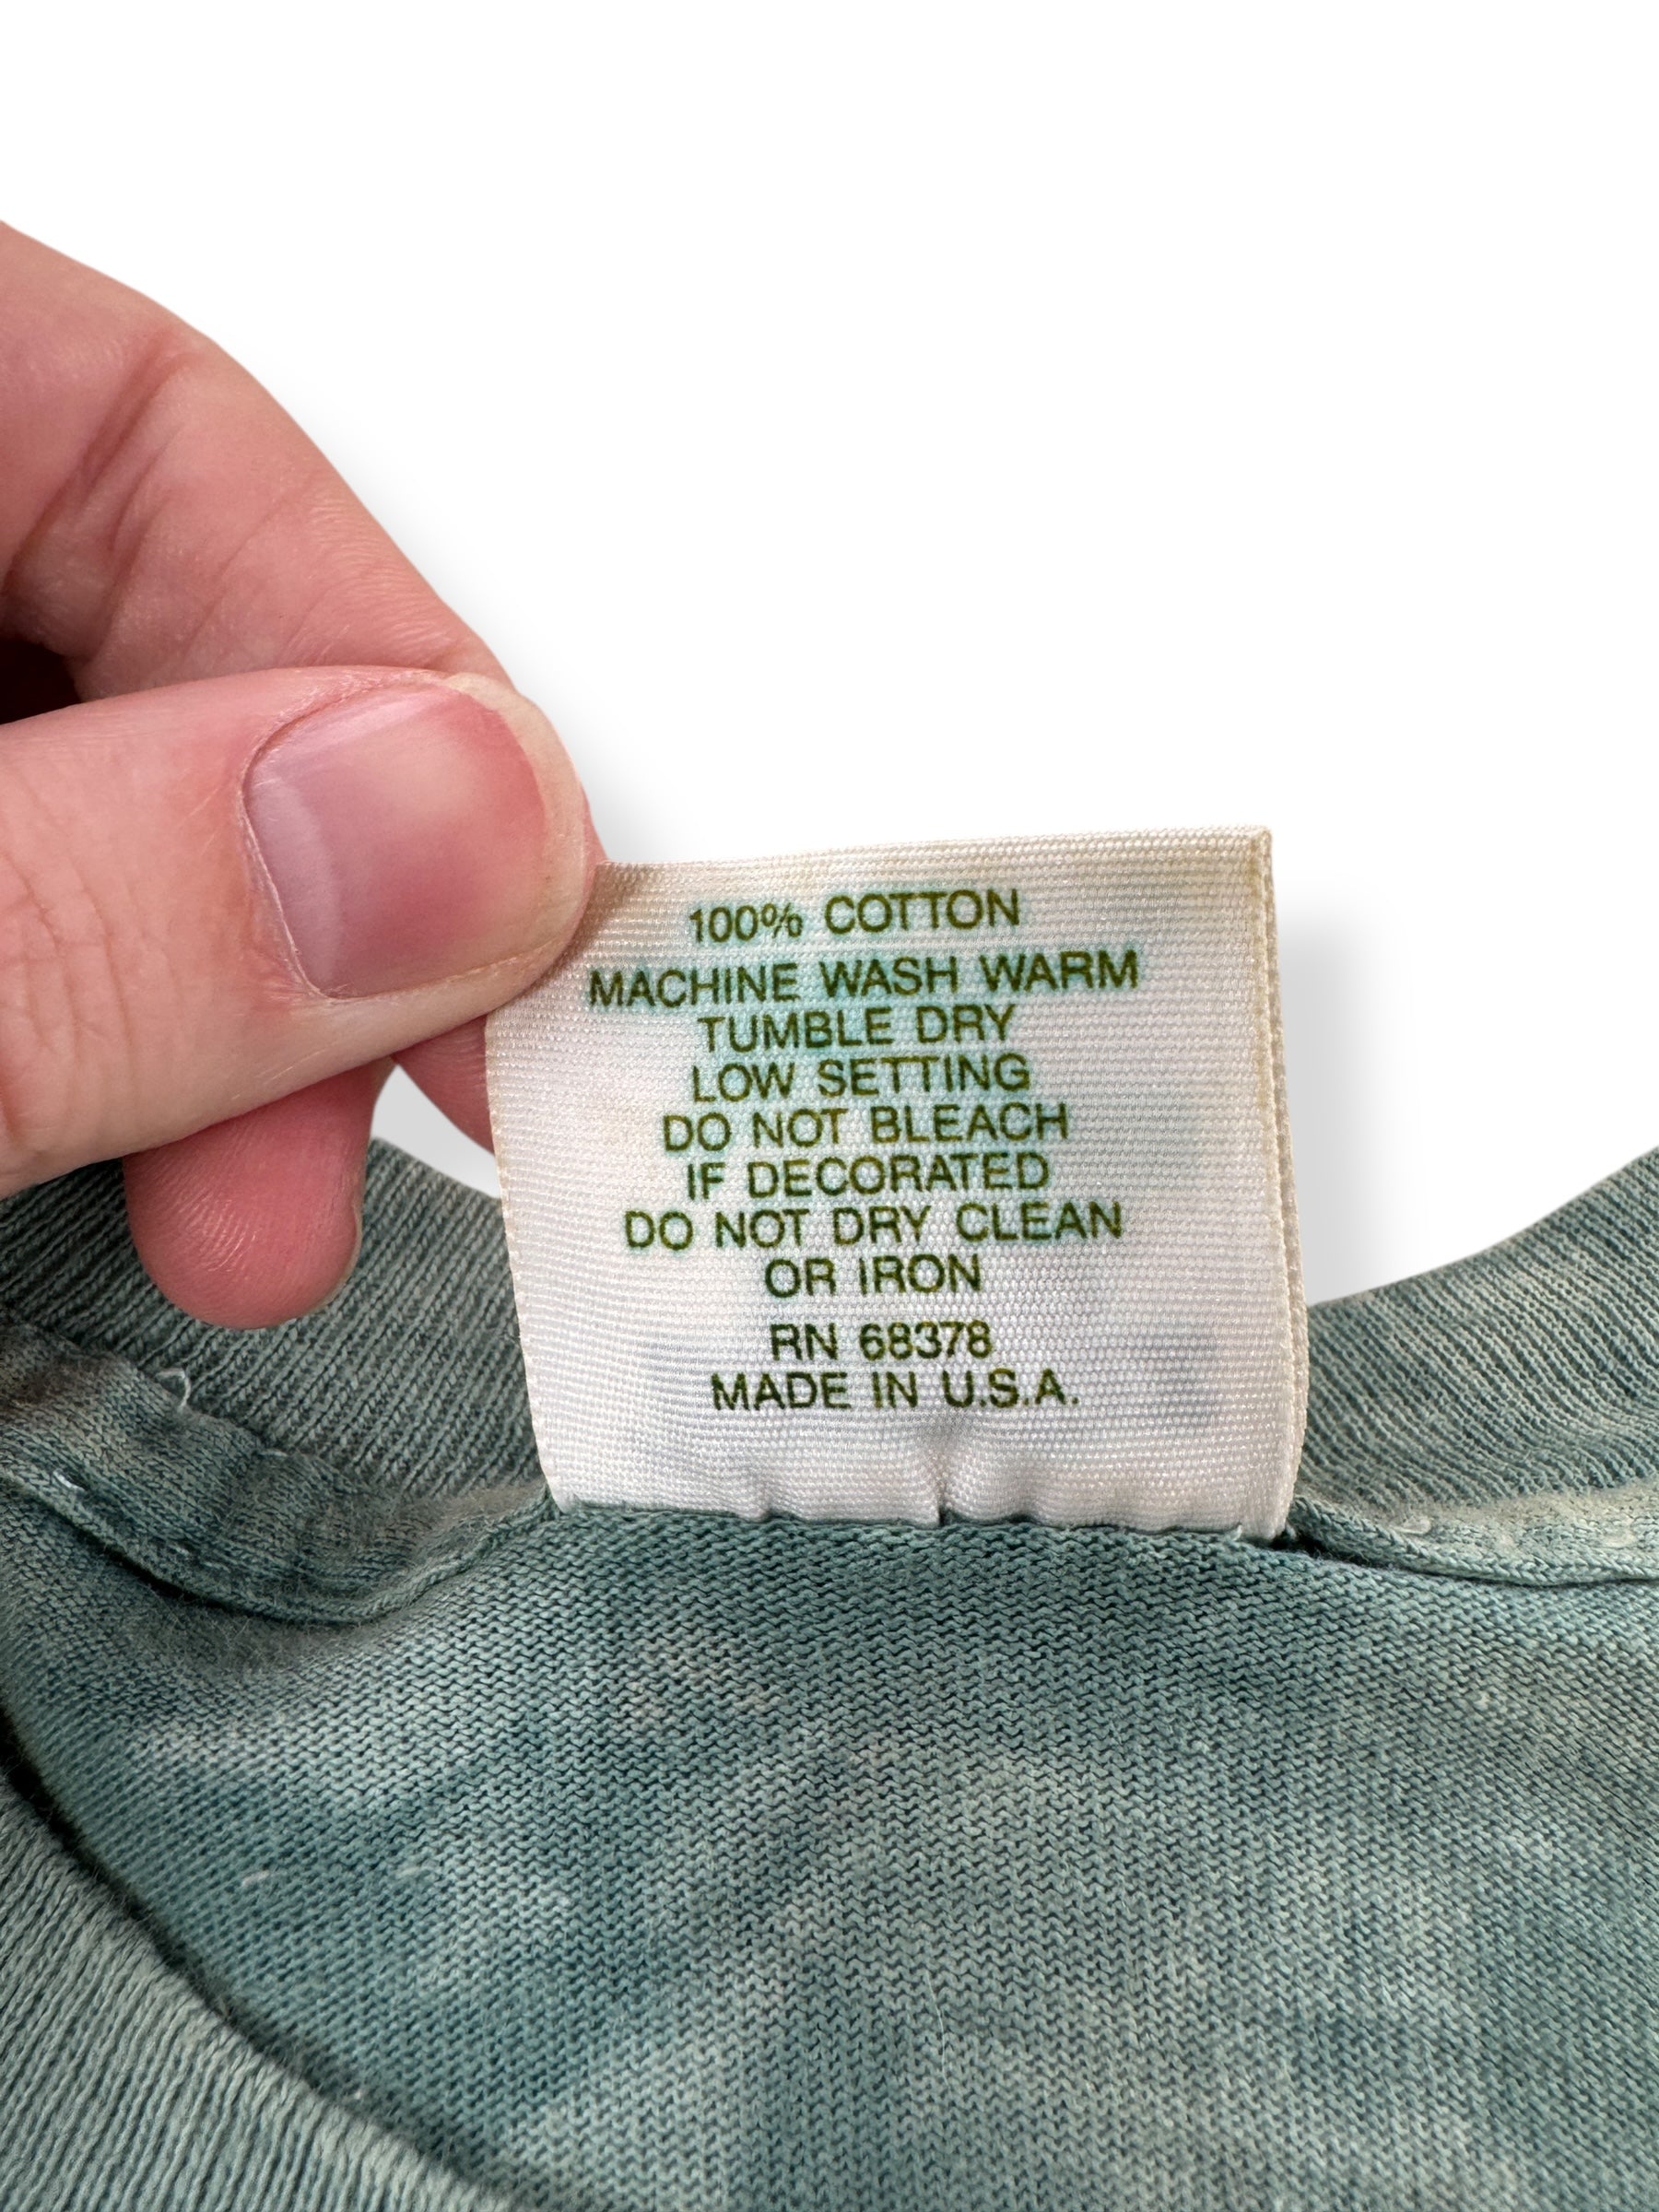 100% COTTON
MACHINE WASH WARM
TUMBLE DRY
LOW SETTING
DO NOT BLEACH
IF DECORATED
DO NOT DRY CLEAN
OR IRON
RN 68378
MADE IN U.S.A.